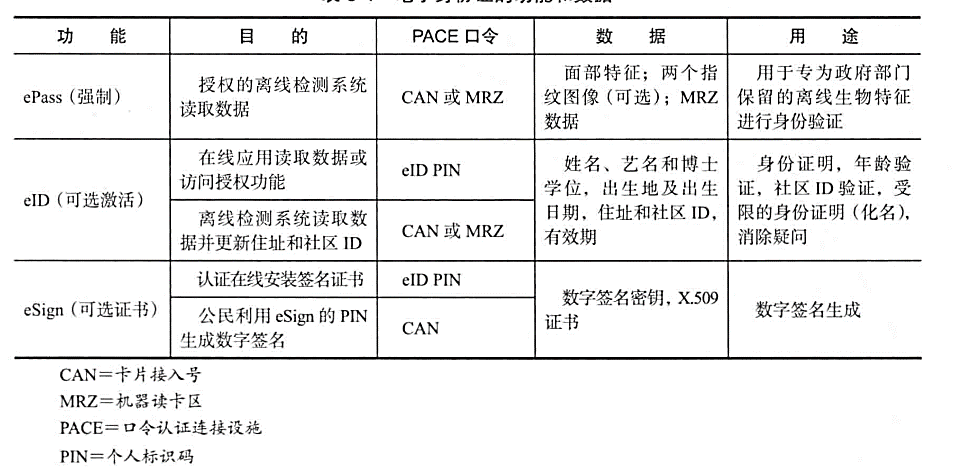 功 能 目 的 PACE 口令 数 据 用 途
ePass（强制）
授权的离线检测系统
读取数据
CAN 或 MRZ
面部特征；两个指
纹图像（可选）；MRZ
数据
用于专为政府部门
保留的离线生物特征
进行身份验证
eID（可选激活）
在线应用读取数据或
访问授权功能
eID PIN
离线检测系统读取数
据并更新住址和社区 ID
CAN 或 MRZ
姓名、艺名和博士
学位，出生地及出生
日期，住址和社区 ID，
有效期
身份证明，年龄验
证，社区 ID 验证，受
限的身份证明（化名），
消除疑问
eSign（可选证书）
认证在线安装签名证书
eID PIN
公民利用 eSign 的 PIN
生成数字签名
CAN
数字签名密钥，X.509
证书
数字签名生成
CAN＝卡片接入号
MRZ＝机器读卡区
PACE＝口令认证连接设施
PIN＝个人标识码